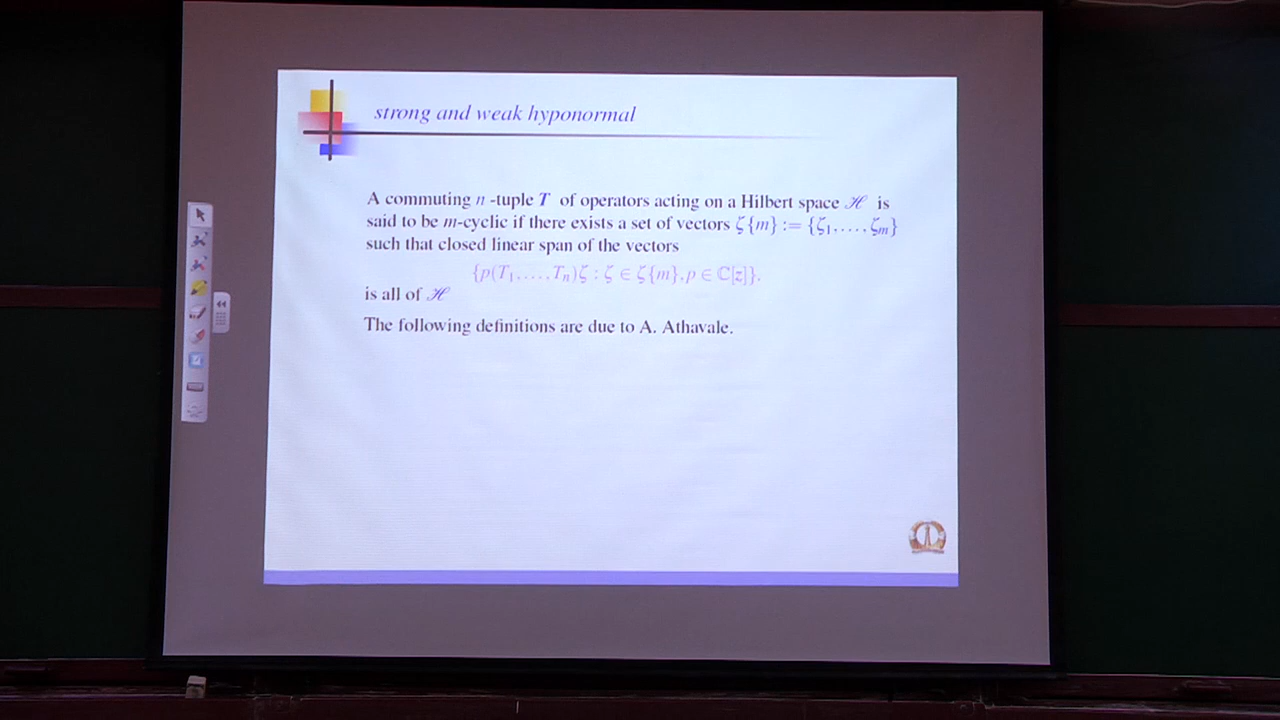 strong and weak hyponormal
A commuting n -tuple T of operators acting on a Hilbert space ℋ is
said to be m-cyclic if there exists a set of vectors ζ{m} := {ζ₁,...,ζₘ}
such that closed linear span of the vectors
{p(T₁,...,Tₙ)ζ : ζ ∈ ζ{m}, p ∈ ℂ[z]}.
is all of ℋ
The following definitions are due to A. Athavale.